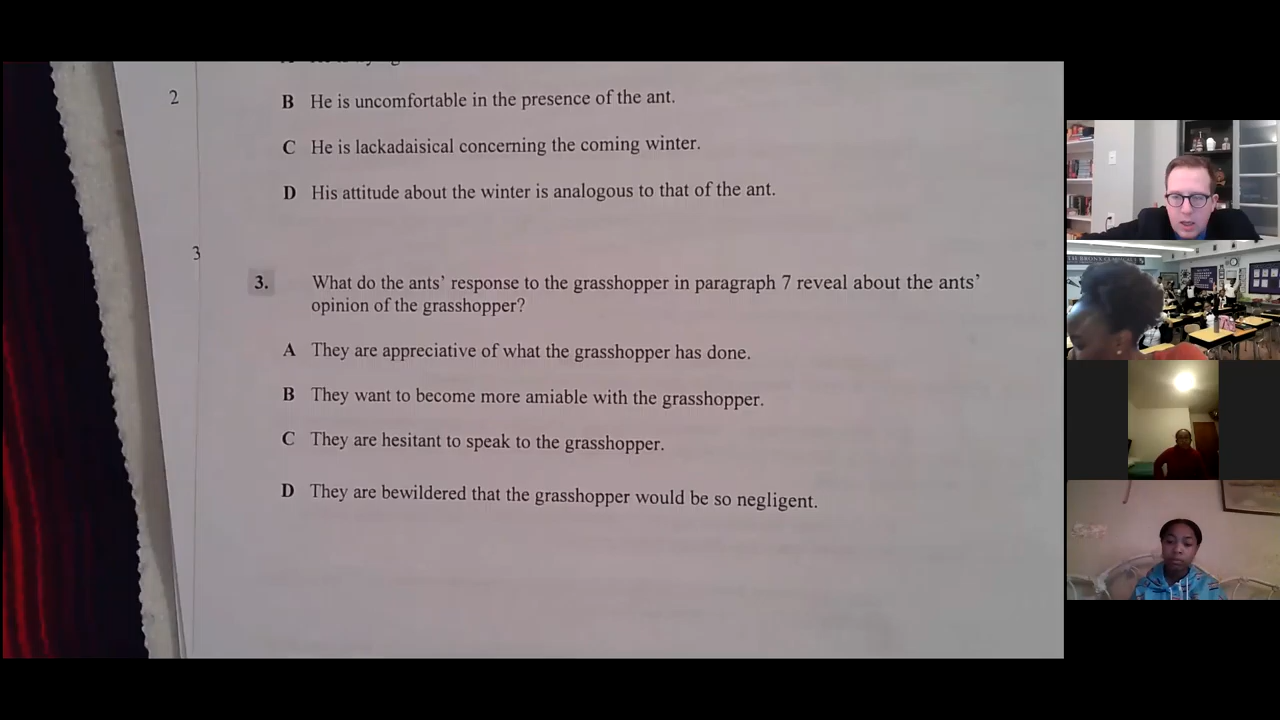 2
B He is uncomfortable in the presence of the ant.
C He is lackadaisical concerning the coming winter.
D His attitude about the winter is analogous to that of the ant.
3
3. What do the ants’ response to the grasshopper in paragraph 7 reveal about the ants’
opinion of the grasshopper?
A They are appreciative of what the grasshopper has done.
B They want to become more amiable with the grasshopper.
C They are hesitant to speak to the grasshopper.
D They are bewildered that the grasshopper would be so negligent.